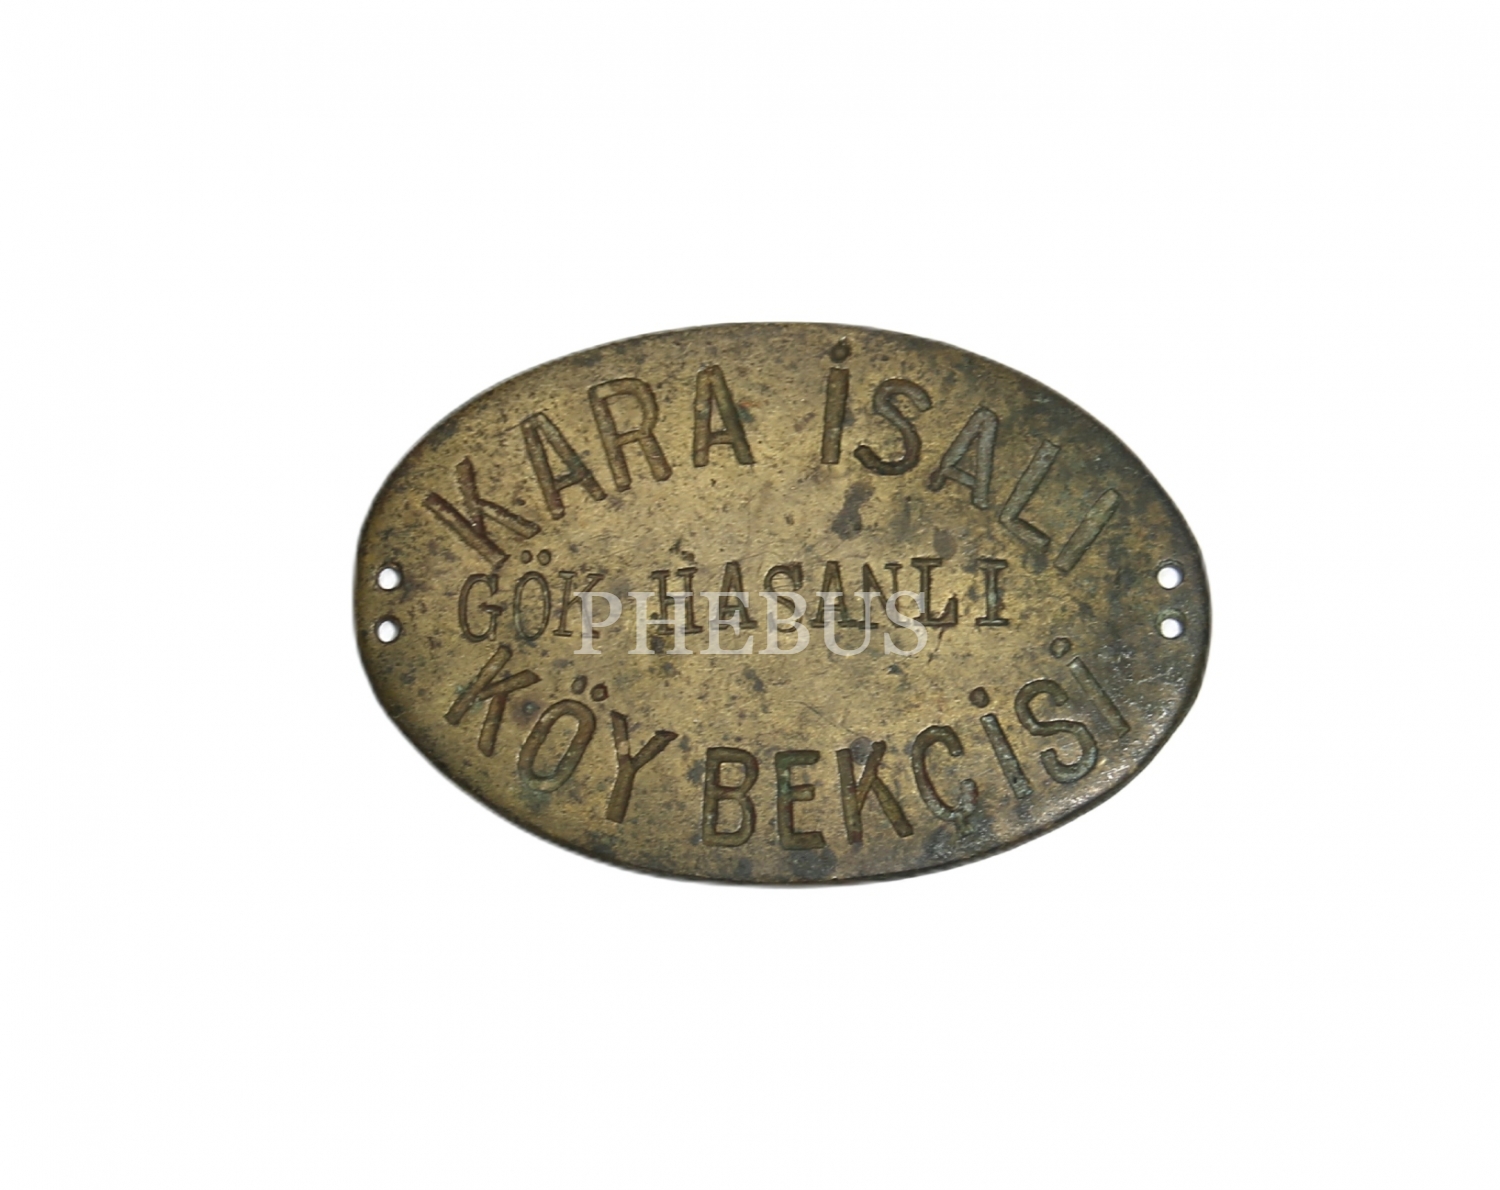 KARA İSALI
GÖK HASANLI
PHEBUS
KÖY BEKÇİSİ